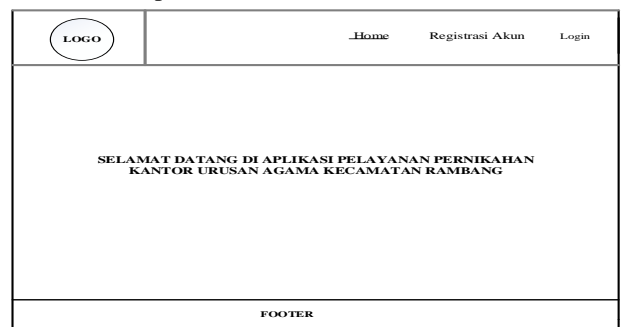 LOGO
Home Registrasi Akun Login
SELAMAT DATANG DI APLIKASI PELAYANAN PERNIKAHAN
KANTOR URUSAN AGAMA KECAMATAN RAMBANG
FOOTER